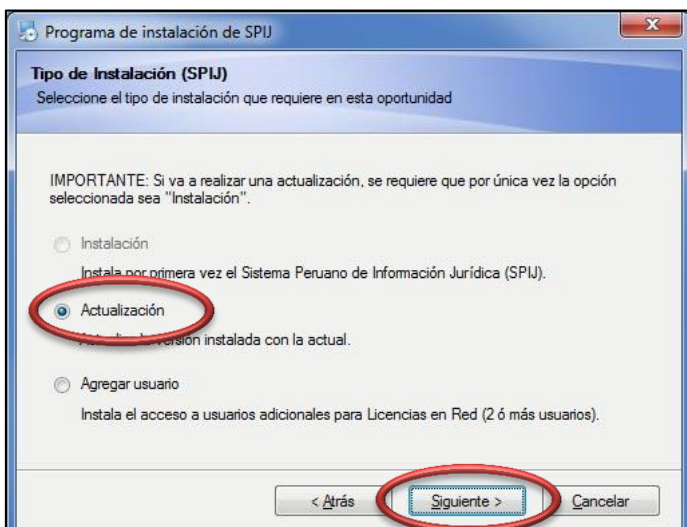 Programa de instalación de SPIJ
Tipo de Instalación (SPIJ)
Seleccione el tipo de instalación que requiere en esta oportunidad
IMPORTANTE: Si va a realizar una actualización, se requiere que por única vez la opción
seleccionada sea "Instalación".
Instalación
Instala por primera vez el Sistema Peruano de Información Jurídica (SPIJ).
Actualización
versión instalada con la actual.
Agregar usuario
Instala el acceso a usuarios adicionales para Licencias en Red (2 ó más usuarios).
< Atrás
Siguiente >
Cancelar